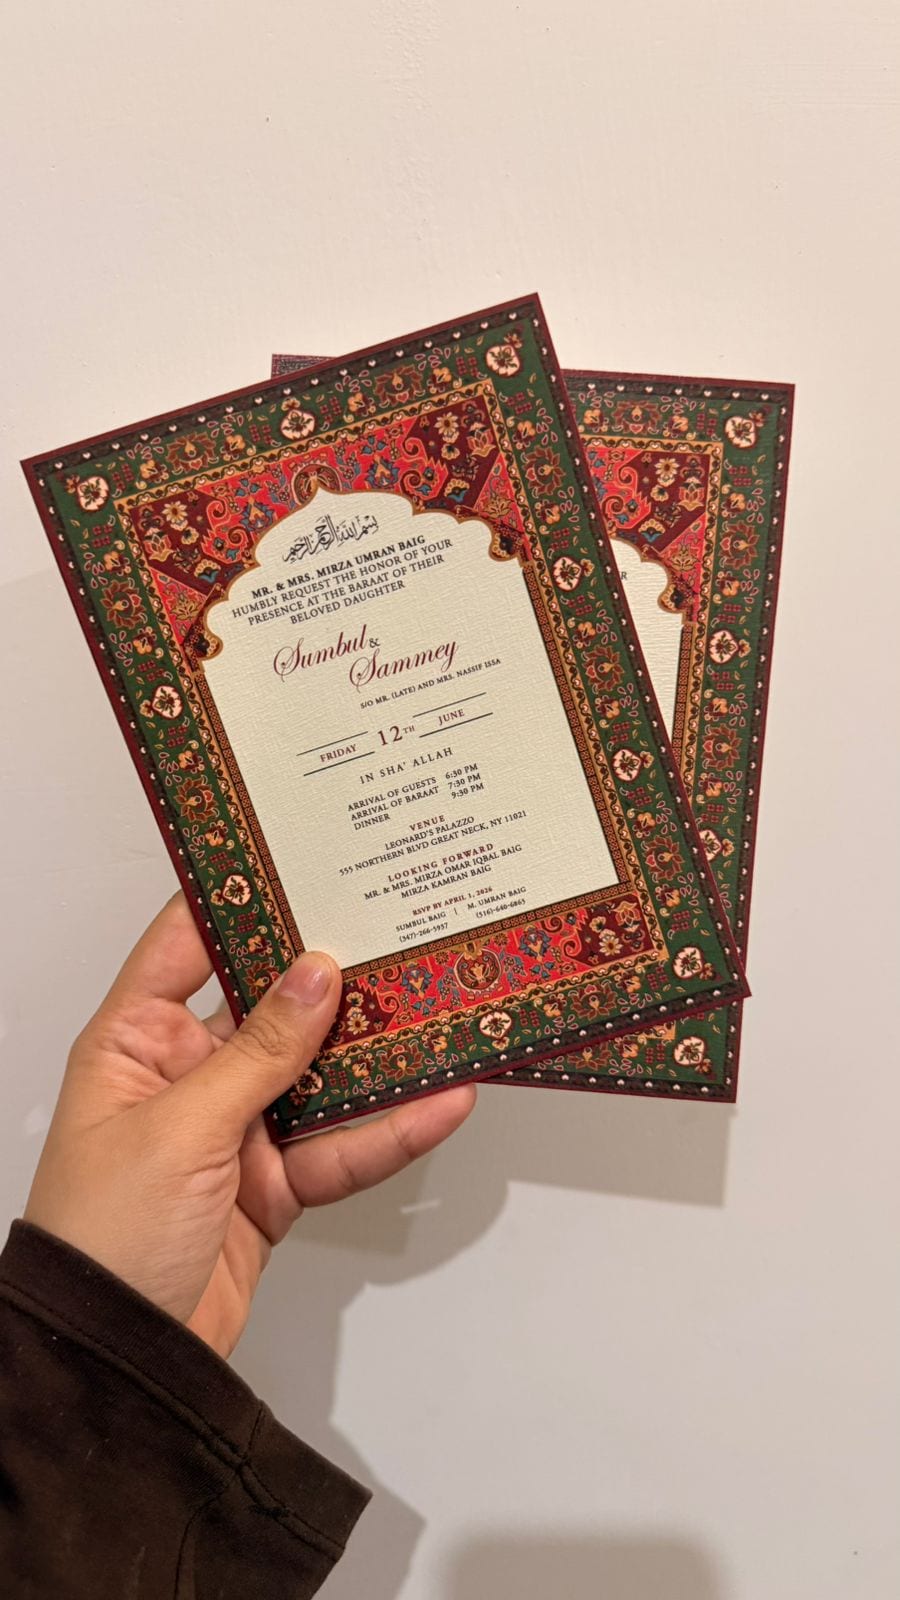 بسم الله الرحمن الرحيم
MR. & MRS. MIRZA UMRAN BAIG
HUMBLY REQUEST THE HONOR OF YOUR
PRESENCE AT THE BARAAT OF THEIR
BELOVED DAUGHTER
Sumbul &
Sammey
S/O MR. (LATE) AND MRS. NASSIF ISSA
FRIDAY 12TH JUNE
IN SHA' ALLAH
ARRIVAL OF GUESTS 6:30 PM
ARRIVAL OF BARAAT 7:30 PM
DINNER 9:30 PM
VENUE
LEONARD'S PALAZZO
555 NORTHERN BLVD GREAT NECK, NY 11021
LOOKING FORWARD
MR. & MRS. MIRZA OMAR IQBAL BAIG
MIRZA KAMRAN BAIG
RSVP BY APRIL 1, 2026
SUMBUL BAIG | M. UMRAN BAIG
(347)-266-5937 (516)-640-6865
R